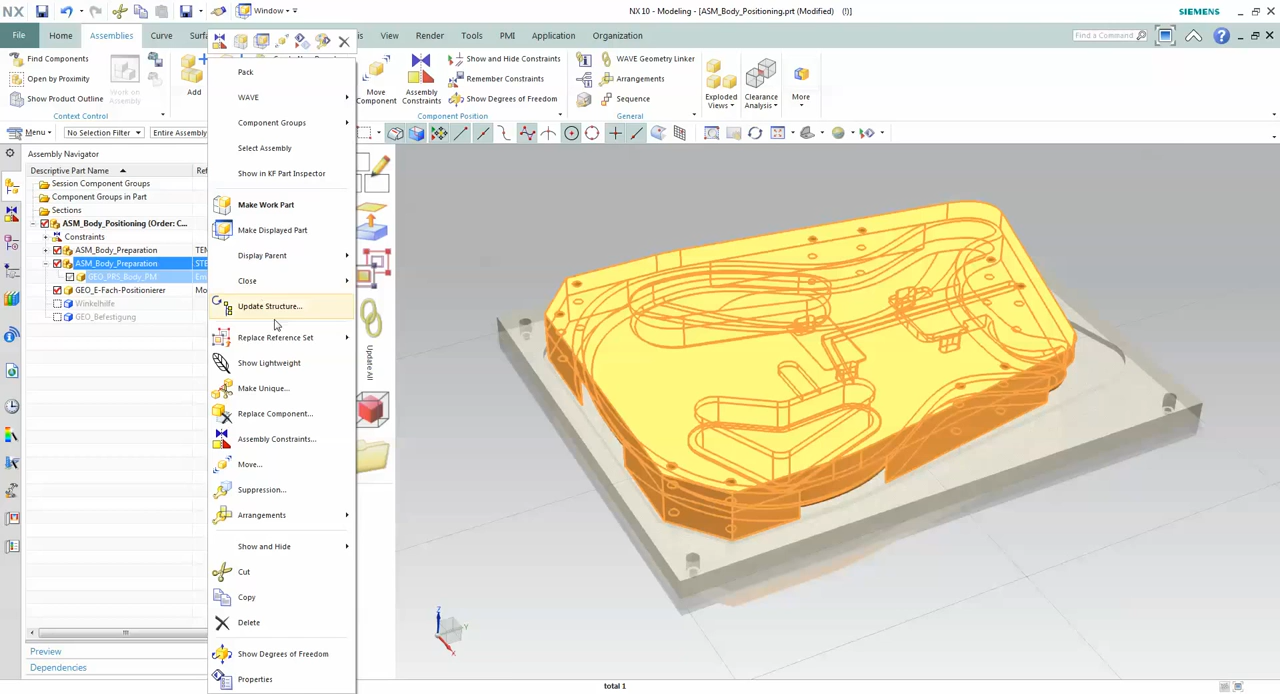 NX
Window
NX 10 - Modeling - [ASM_Body_Positioning.prt (Modified) (!)]
SIEMENS
File
Home
Assemblies
Curve
View
Render
Tools
PMI
Application
Organization
Find a Command
Find Components
Open by Proximity
Show Product Outline
Context Control
Work on Assembly
Add
Move Component
Assembly Constraints
Show and Hide Constraints
Remember Constraints
Show Degrees of Freedom
Component Position
WAVE Geometry Linker
Arrangements
Sequence
General
Exploded Views
Clearance Analysis
More
Menu
No Selection Filter
Entire Assembly
Assembly Navigator
Descriptive Part Name
Session Component Groups
Component Groups in Part
Sections
ASM_Body_Positioning (Order: C...
Constraints
ASM_Body_Preparation
ASM_Body_Preparation
GEO_PRS_Body_PM
GEO_E-Fach-Positionierer
Winkelhilfe
GEO_Befestigung
Preview
Dependencies
Pack
WAVE
Component Groups
Select Assembly
Show in KF Part Inspector
Make Work Part
Make Displayed Part
Display Parent
Close
Update Structure...
Replace Reference Set
Show Lightweight
Make Unique...
Replace Component...
Assembly Constraints...
Move...
Suppression...
Arrangements
Show and Hide
Cut
Copy
Delete
Show Degrees of Freedom
Properties
Update All
Z
Y
X
total 1